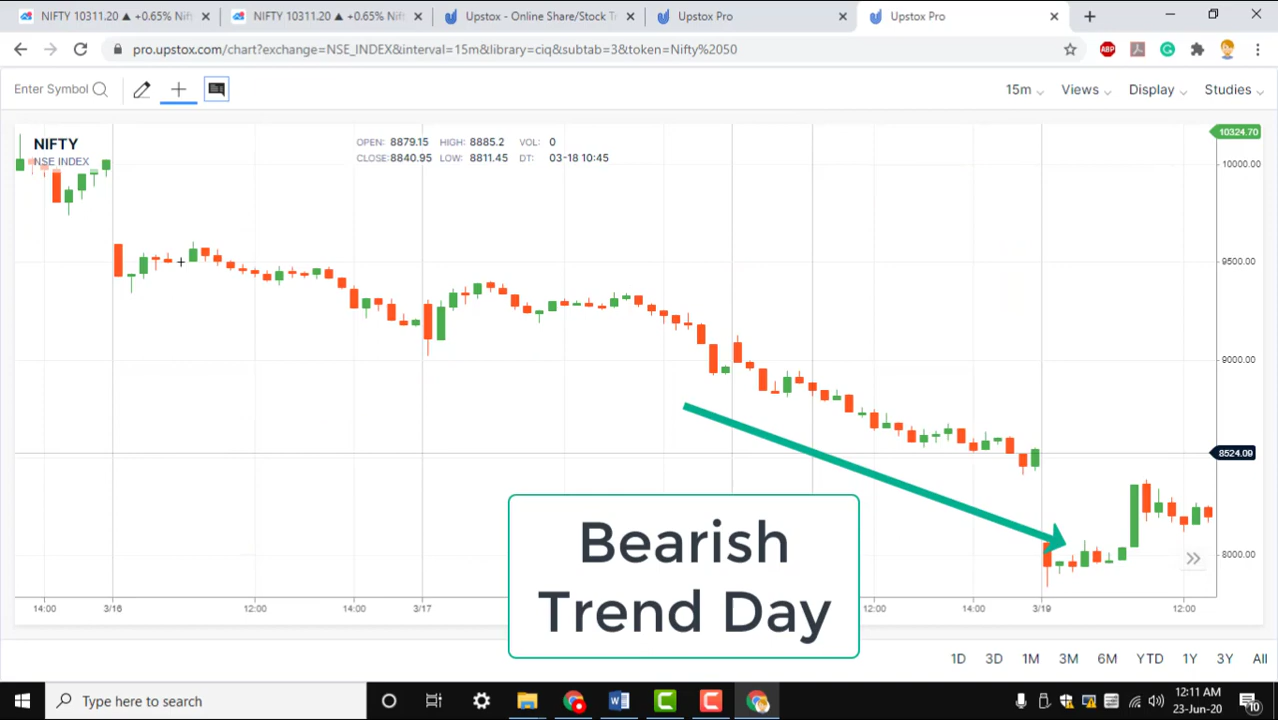 NIFTY 10311.20 ▲ +0.65% Nift
NIFTY 10311.20 ▲ +0.65% Nift
Upstox - Online Share/Stock Tr
Upstox Pro
Upstox Pro
pro.upstox.com/chart?exchange=NSE_INDEX&interval=15m&library=ciq&subtab=3&token=Nifty%2050
ABP
Enter Symbol
15m
Views
Display
Studies
NIFTY
NSE INDEX
OPEN: 8879.15 HIGH: 8885.2 VOL: 0
CLOSE:8840.95 LOW: 8811.45 DT: 03-18 10:45
10324.70
10000.00
9500.00
9000.00
8524.09
8000.00
Bearish
Trend Day
14:00 3/16 12:00 14:00 3/17 12:00 14:00 3/19 12:00
1D 3D 1M 3M 6M YTD 1Y 3Y All
Type here to search
12:11 AM
23-Jun-20
10